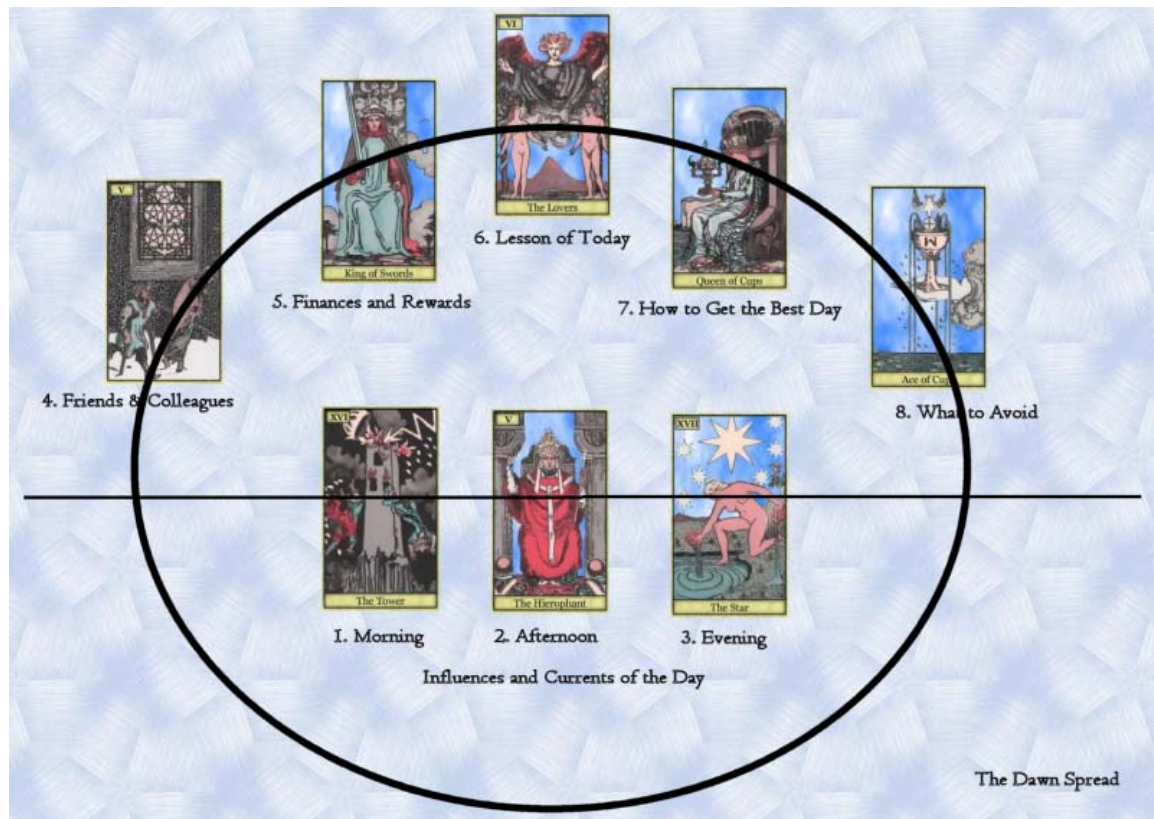 VI
The Lovers
6. Lesson of Today
King of Swords
5. Finances and Rewards
Queen of Cups
7. How to Get the Best Day
V
4. Friends & Colleagues
Ace of Cups
8. What to Avoid
XVI
The Tower
1. Morning
V
The Hierophant
2. Afternoon
XVII
The Star
3. Evening
Influences and Currents of the Day
The Dawn Spread